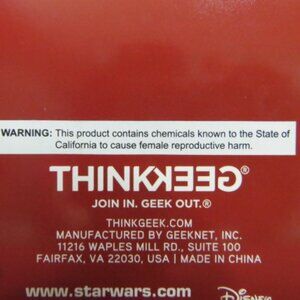 WARNING: This product contains chemicals known to the State of
California to cause female reproductive harm.
THINKGEEK®
JOIN IN. GEEK OUT.®
THINKGEEK.COM
MANUFACTURED BY GEEKNET, INC.
11216 WAPLES MILL RD., SUITE 100
FAIRFAX, VA 22030, USA | MADE IN CHINA
www.starwars.com
Disney